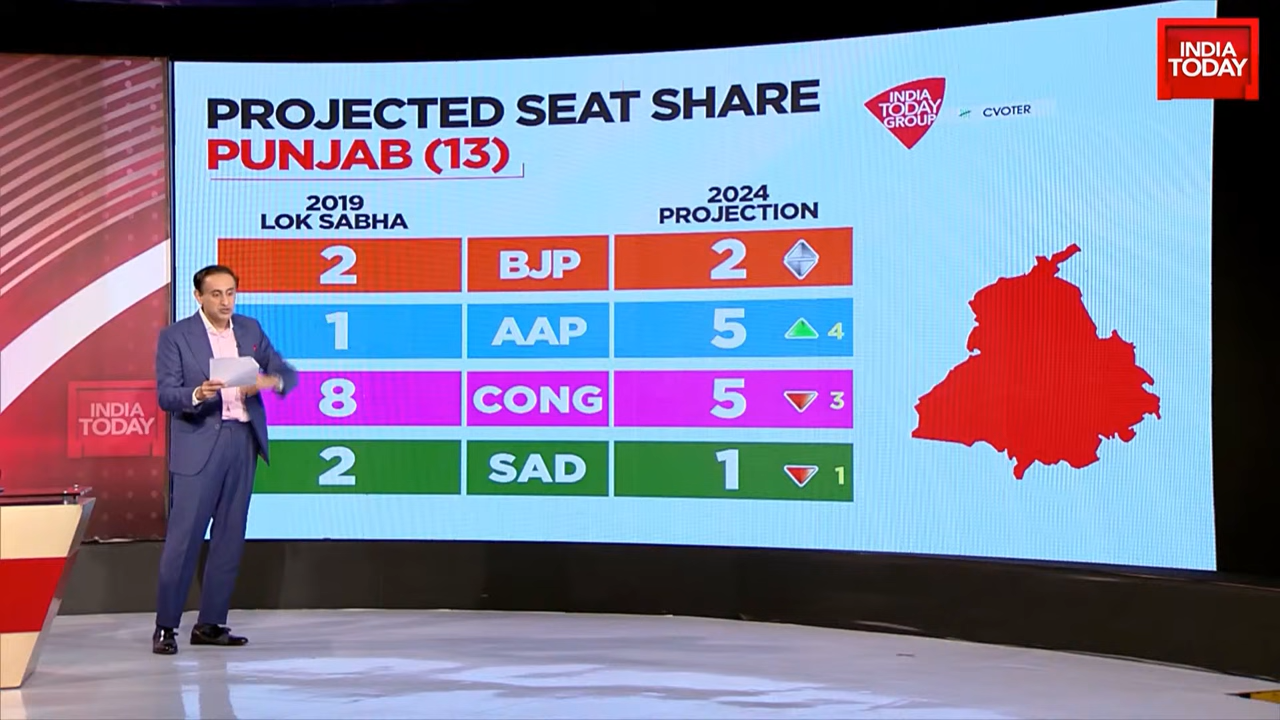 INDIA
TODAY
PROJECTED SEAT SHARE
PUNJAB (13)
INDIA
TODAY
GROUP
CVOTER
2019
LOK SABHA
2024
PROJECTION
2 BJP 2
1 AAP 5 4
8 CONG 5 3
2 SAD 1 1
INDIA
TODAY